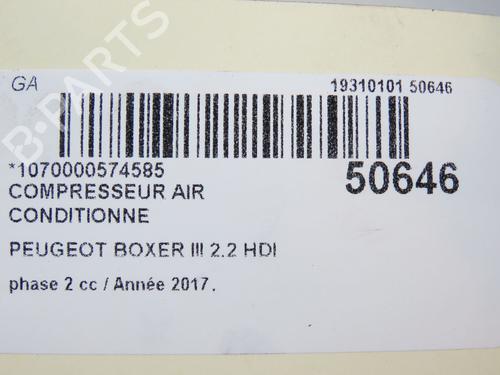 GA 19310101 50646
*1070000574585 50646
COMPRESSEUR AIR
CONDITIONNE
PEUGEOT BOXER III 2.2 HDI
phase 2 cc / Année 2017.
B-PARTS